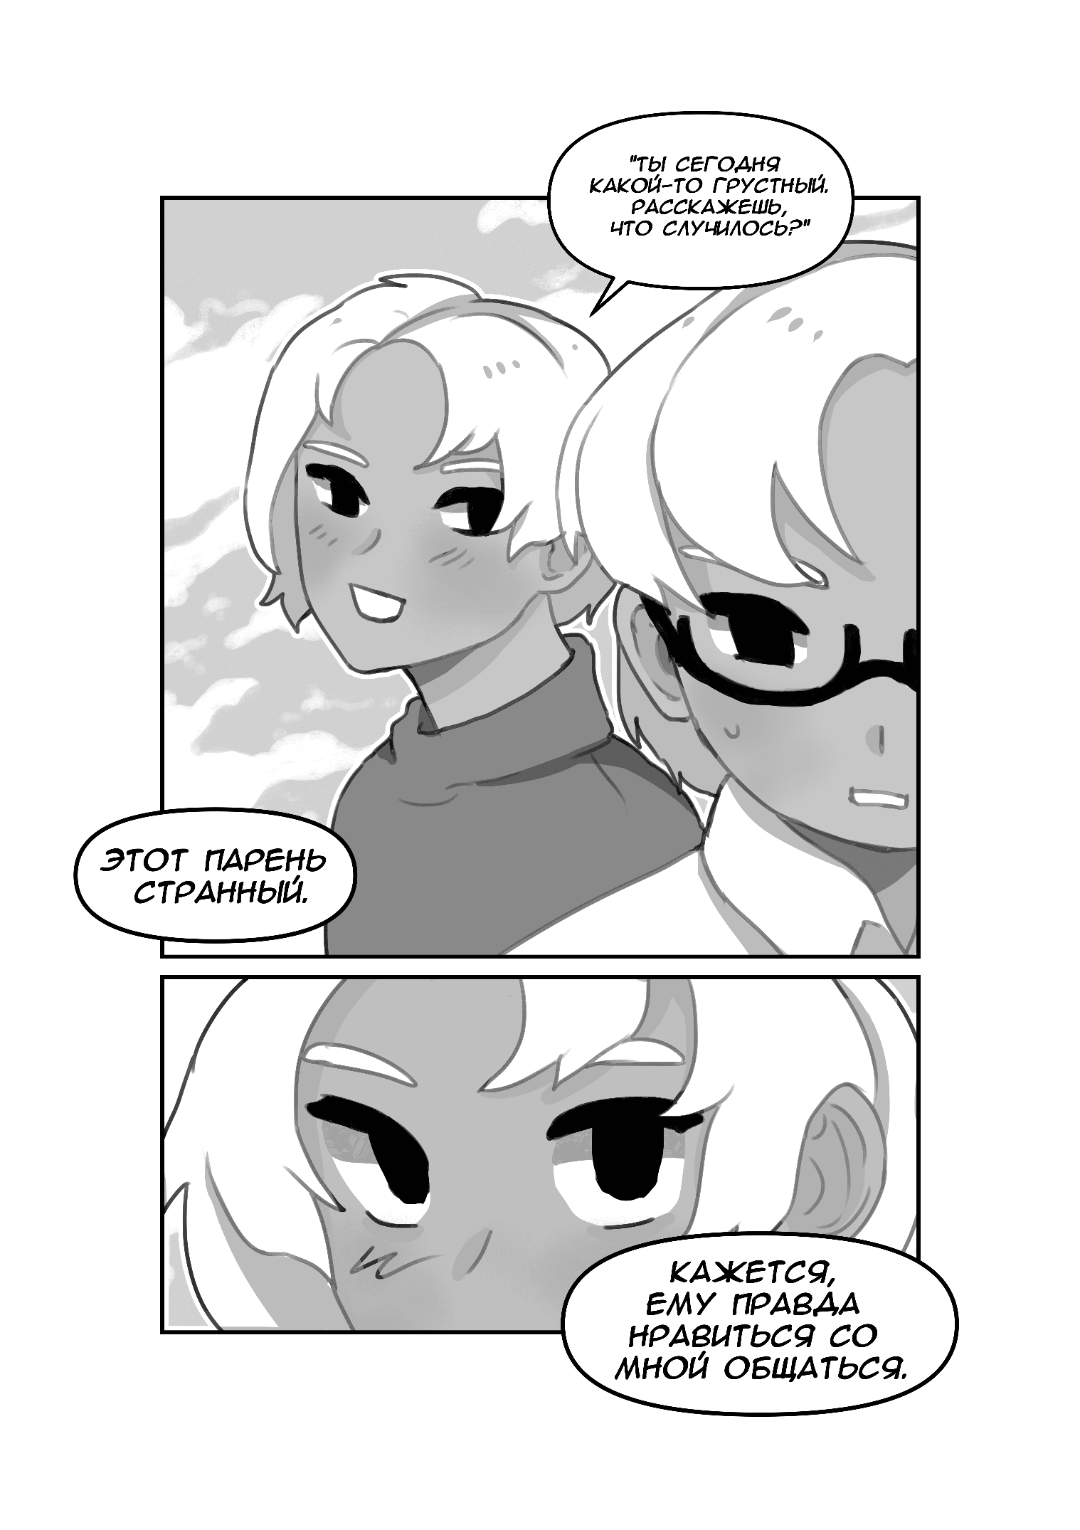 "ТЫ СЕГОДНЯ
КАКОЙ-ТО ГРУСТНЫЙ.
РАССКАЖЕШЬ,
ЧТО СЛУЧИЛОСЬ?"
ЭТОТ ПАРЕНЬ
СТРАННЫЙ.
КАЖЕТСЯ,
ЕМУ ПРАВДА
НРАВИТЬСЯ СО
МНОЙ ОБЩАТЬСЯ.